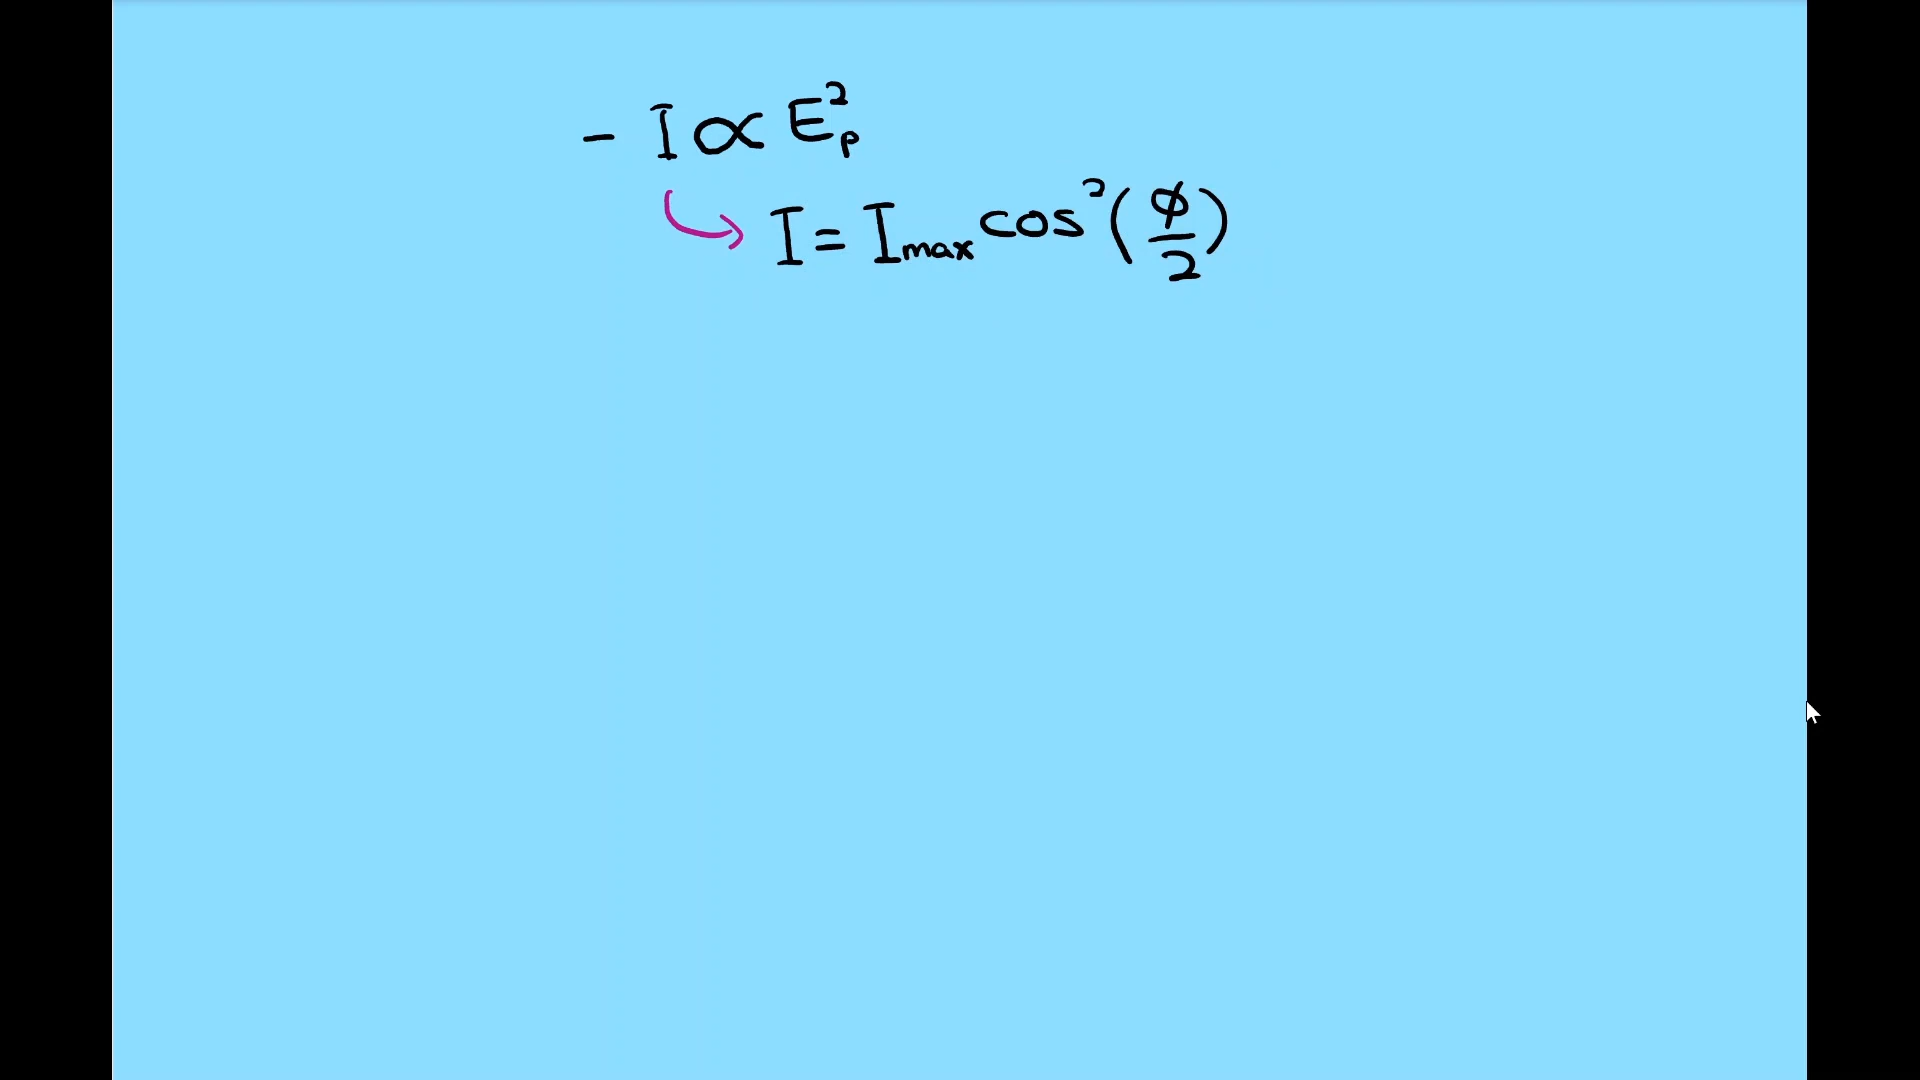 - I ∝ E_p^2
I = I_max cos^2(ϕ/2)